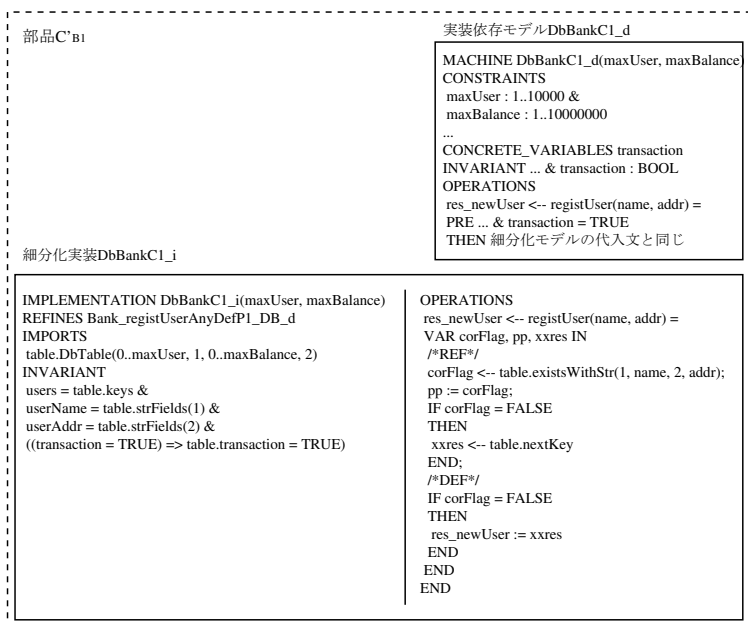 部品C'B1
実装依存モデルDbBankC1_d
MACHINE DbBankC1_d(maxUser, maxBalance)
CONSTRAINTS
maxUser : 1..10000 &
maxBalance : 1..10000000
...
CONCRETE_VARIABLES transaction
INVARIANT ... & transaction : BOOL
OPERATIONS
res_newUser <-- registUser(name, addr) =
PRE ... & transaction = TRUE
THEN 細分化モデルの代入文と同じ
細分化実装DbBankC1_i
IMPLEMENTATION DbBankC1_i(maxUser, maxBalance)
REFINES Bank_registUserAnyDefP1_DB_d
IMPORTS
table.DbTable(0..maxUser, 1, 0..maxBalance, 2)
INVARIANT
users = table.keys &
userName = table.strFields(1) &
userAddr = table.strFields(2) &
((transaction = TRUE) => table.transaction = TRUE)
OPERATIONS
res_newUser <-- registUser(name, addr) =
VAR corFlag, pp, xxres IN
/*REF*/
corFlag <-- table.existsWithStr(1, name, 2, addr);
pp := corFlag;
IF corFlag = FALSE
THEN
xxres <-- table.nextKey
END;
/*DEF*/
IF corFlag = FALSE
THEN
res_newUser := xxres
END
END
END